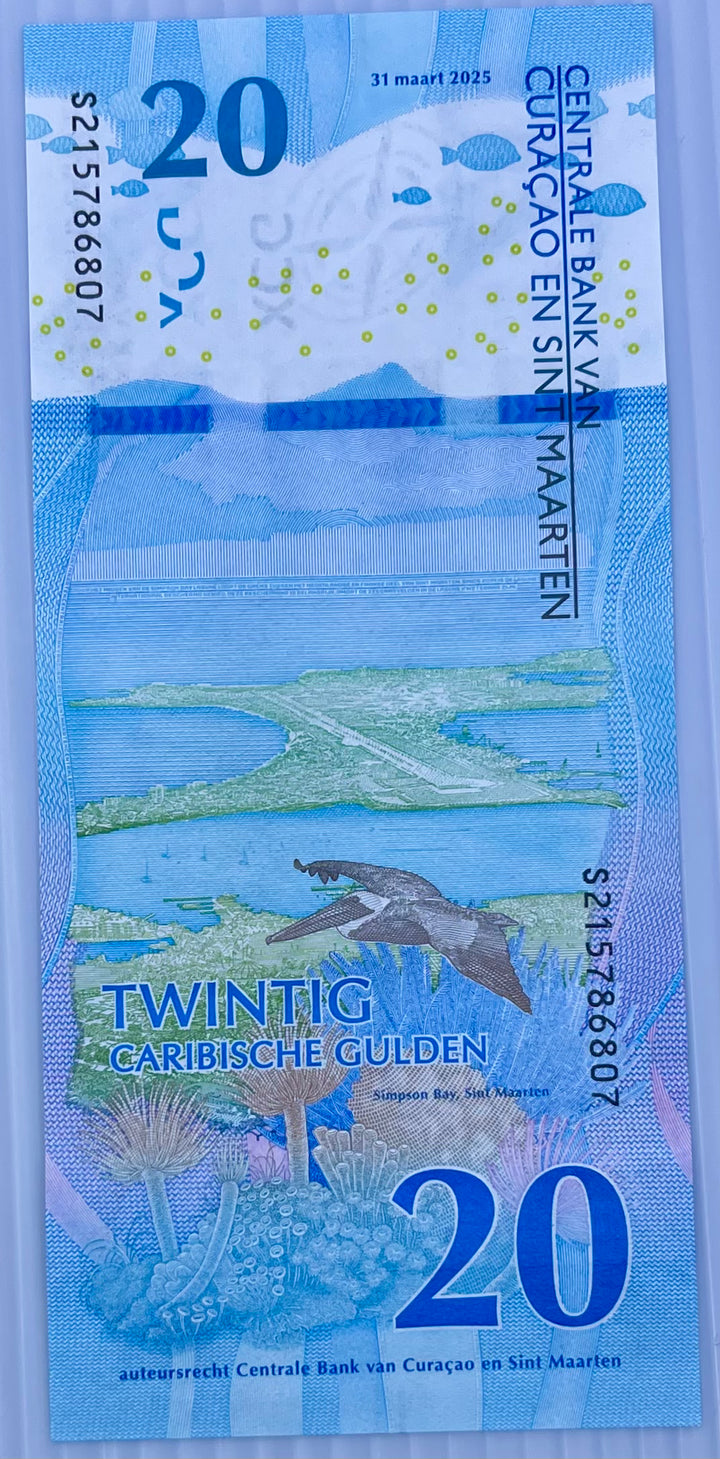 20
31 maart 2025
CENTRALE BANK VAN
CURAÇAO EN SINT MAARTEN
S215786807
XCG
S215786807
TWINTIG
CARIBISCHE GULDEN
Simpson Bay, Sint Maarten
20
auteursrecht Centrale Bank van Curaçao en Sint Maarten